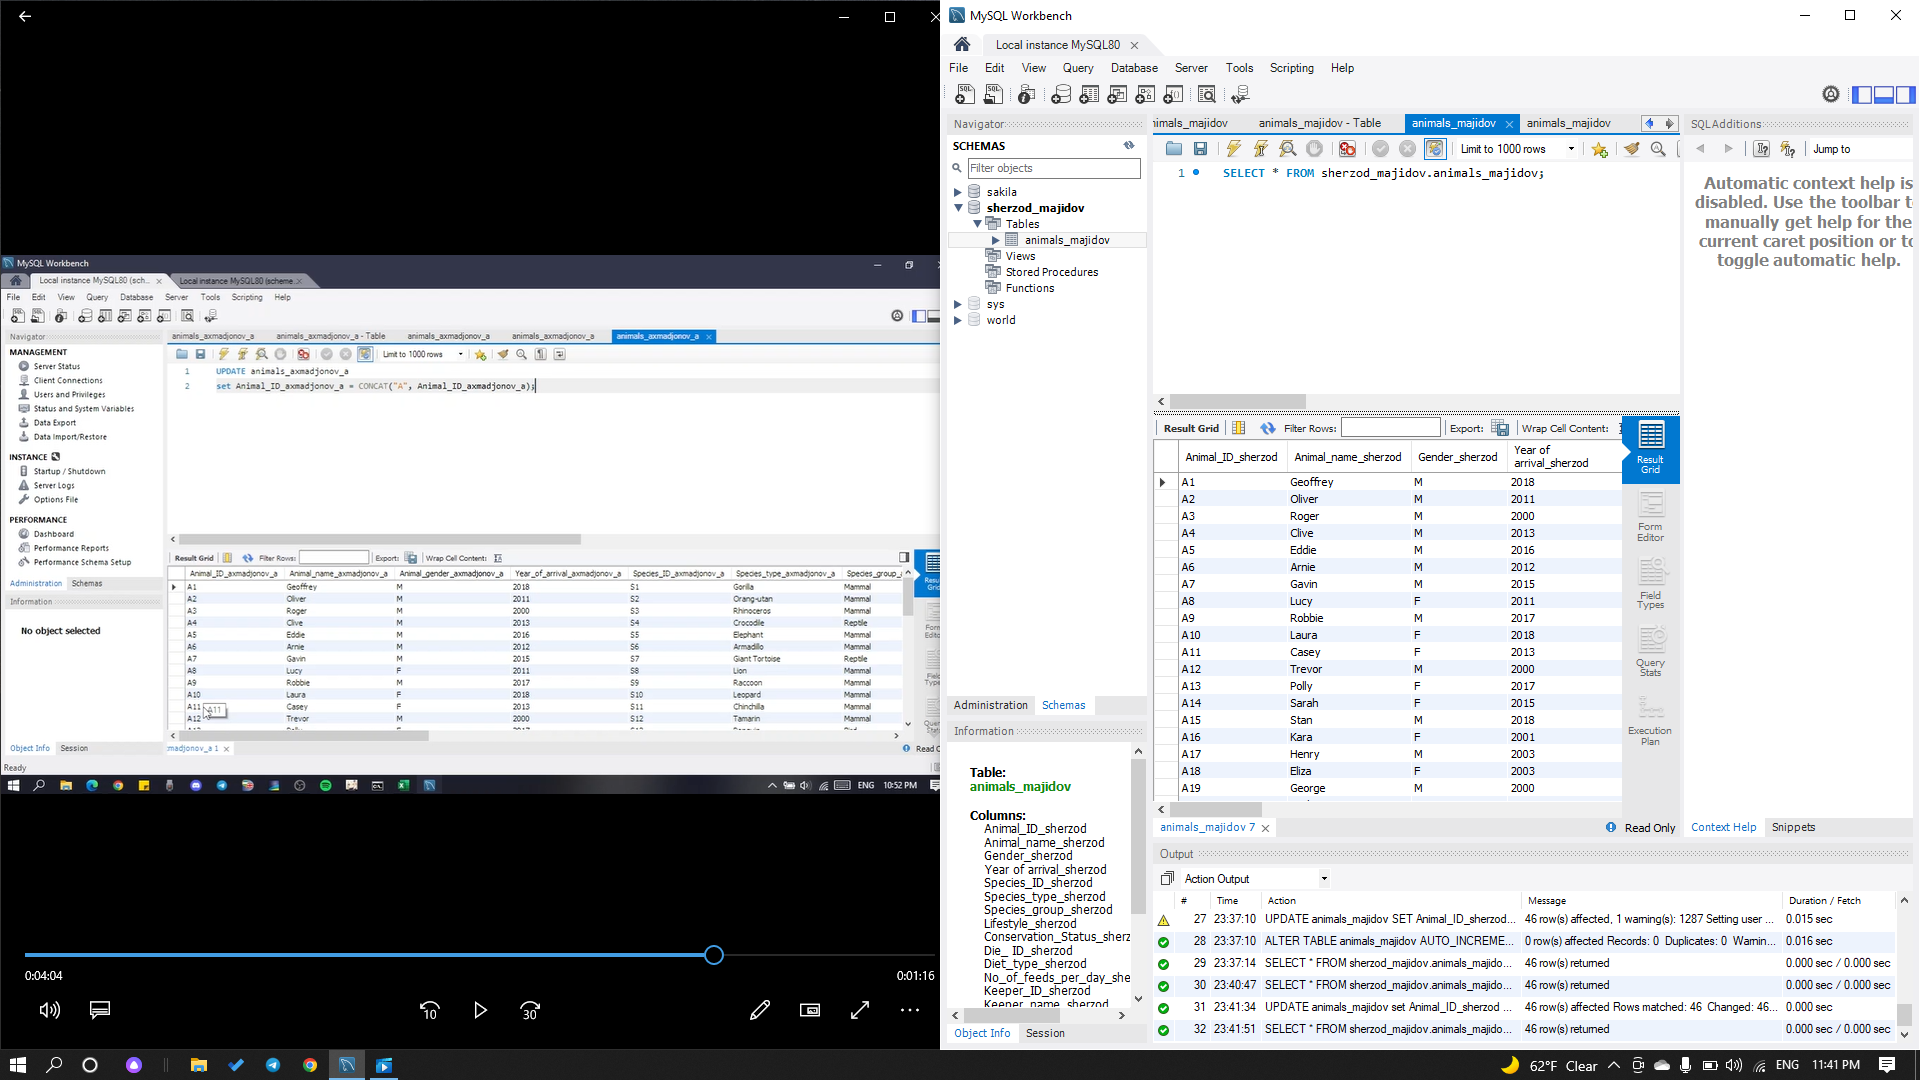 MySQL Workbench
Local instance MySQL80 (sch...
Local instance MySQL80 (scheme...
File Edit View Query Database Server Tools Scripting Help
Navigator
MANAGEMENT
Server Status
Client Connections
Users and Privileges
Status and System Variables
Data Export
Data Import/Restore
INSTANCE
Startup / Shutdown
Server Logs
Options File
PERFORMANCE
Dashboard
Performance Reports
Performance Schema Setup
Administration Schemas
Information
No object selected
Object Info Session
Ready
animals_axmadjonov_a animals_axmadjonov_a - Table animals_axmadjonov_a animals_axmadjonov_a animals_axmadjonov_a
Limit to 1000 rows
1 UPDATE animals_axmadjonov_a
2 set Animal_ID_axmadjonov_a = CONCAT("A", Animal_ID_axmadjonov_a);
Result Grid Filter Rows: Export: Wrap Cell Content:
Animal_ID_axmadjonov_a Animal_name_axmadjonov_a Animal_gender_axmadjonov_a Year_of_arrival_axmadjonov_a Species_ID_axmadjonov_a Species_type_axmadjonov_a Species_group_
A1 Geoffrey M 2018 S1 Gorilla Mammal
A2 Oliver M 2011 S2 Orang-utan Mammal
A3 Roger M 2000 S3 Rhinoceros Mammal
A4 Clive M 2013 S4 Crocodile Reptile
A5 Eddie M 2016 S5 Elephant Mammal
A6 Arnie M 2012 S6 Armadillo Mammal
A7 Gavin M 2015 S7 Giant Tortoise Reptile
A8 Lucy F 2011 S8 Lion Mammal
A9 Robbie M 2017 S9 Raccoon Mammal
A10 Laura F 2018 S10 Leopard Mammal
A11 A11 Casey F 2013 S11 Chinchilla Mammal
A12 Trevor M 2000 S12 Tamarin Mammal
madjonov_a 1
Read O
ENG 10:52 PM
0:04:04
0:01:16
10
30
MySQL Workbench
Local instance MySQL80
File Edit View Query Database Server Tools Scripting Help
Navigator
SCHEMAS
Filter objects
sakila
sherzod_majidov
Tables
animals_majidov
Views
Stored Procedures
Functions
sys
world
Administration Schemas
Information
Table:
animals_majidov
Columns:
Animal_ID_sherzod
Animal_name_sherzod
Gender_sherzod
Year of arrival_sherzod
Species_ID_sherzod
Species_type_sherzod
Species_group_sherzod
Lifestyle_sherzod
Conservation_Status_sherz
Die_ ID_sherzod
Diet_type_sherzod
No_of_feeds_per_day_she
Keeper_ID_sherzod
Keeper_name_sherzod
Object Info Session
nimals_majidov animals_majidov - Table animals_majidov animals_majidov
Limit to 1000 rows
1 SELECT * FROM sherzod_majidov.animals_majidov;
Result Grid Filter Rows: Export: Wrap Cell Content:
Animal_ID_sherzod Animal_name_sherzod Gender_sherzod Year of arrival_sherzod
A1 Geoffrey M 2018
A2 Oliver M 2011
A3 Roger M 2000
A4 Clive M 2013
A5 Eddie M 2016
A6 Arnie M 2012
A7 Gavin M 2015
A8 Lucy F 2011
A9 Robbie M 2017
A10 Laura F 2018
A11 Casey F 2013
A12 Trevor M 2000
A13 Polly F 2017
A14 Sarah F 2015
A15 Stan M 2018
A16 Kara F 2001
A17 Henry M 2003
A18 Eliza F 2003
A19 George M 2000
Result Grid
Form Editor
Field Types
Query Stats
Execution Plan
animals_majidov 7
Read Only
SQLAdditions
Jump to
Automatic context help is
disabled. Use the toolbar t
manually get help for the
current caret position or to
toggle automatic help.
Context Help Snippets
Output
Action Output
# Time Action Message Duration / Fetch
27 23:37:10 UPDATE animals_majidov SET Animal_ID_sherzod... 46 row(s) affected, 1 warning(s): 1287 Setting user ... 0.015 sec
28 23:37:10 ALTER TABLE animals_majidov AUTO_INCREME... 0 row(s) affected Records: 0 Duplicates: 0 Warnin... 0.016 sec
29 23:37:14 SELECT * FROM sherzod_majidov.animals_majido... 46 row(s) returned 0.000 sec / 0.000 sec
30 23:40:47 SELECT * FROM sherzod_majidov.animals_majido... 46 row(s) returned 0.000 sec / 0.000 sec
31 23:41:34 UPDATE animals_majidov set Animal_ID_sherzod ... 46 row(s) affected Rows matched: 46 Changed: 46... 0.000 sec
32 23:41:51 SELECT * FROM sherzod_majidov.animals_majido... 46 row(s) returned 0.000 sec / 0.000 sec
62°F Clear ENG 11:41 PM